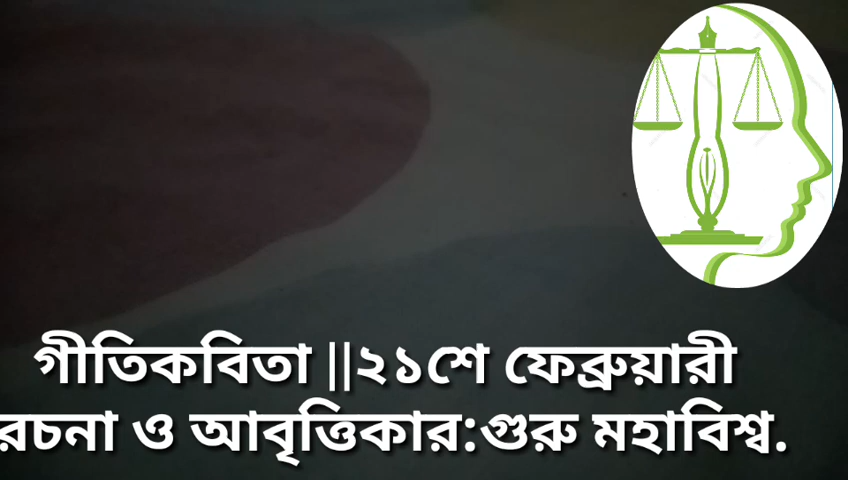 গীতিকবিতা ||২১শে ফেব্রুয়ারী
রচনা ও আবৃত্তিকার:গুরু মহাবিশ্ব.